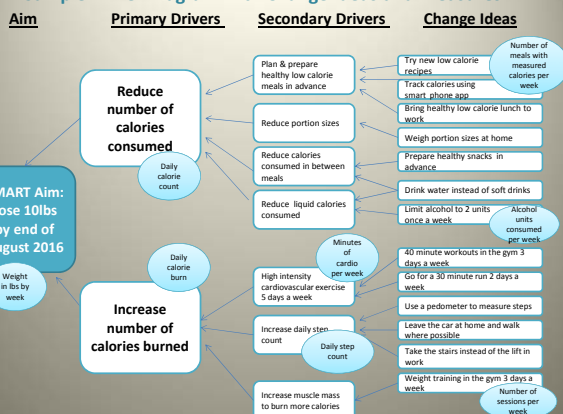 Aim
Primary Drivers
Secondary Drivers
Change Ideas
MART Aim:
ose 10lbs
by end of
ugust 2016
Weight
in lbs by
week
Reduce
number of
calories
consumed
Daily
calorie
count
Daily
calorie
burn
Increase
number of
calories burned
Plan & prepare
healthy low calorie
meals in advance
Reduce portion sizes
Reduce calories
consumed in between
meals
Reduce liquid calories
consumed
Minutes
of
cardio
per week
High intensity
cardiovascular exercise
5 days a week
Increase daily step
count
Daily step
count
Increase muscle mass
to burn more calories
Try new low calorie
recipes
Number of
meals with
measured
calories per
week
Track calories using
smart phone app
Bring healthy low calorie lunch to
work
Weigh portion sizes at home
Prepare healthy snacks in
advance
Drink water instead of soft drinks
Limit alcohol to 2 units
once a week
Alcohol
units
consumed
per week
40 minute workouts in the gym 3
days a week
Go for a 30 minute run 2 days a
week
Use a pedometer to measure steps
Leave the car at home and walk
where possible
Take the stairs instead of the lift in
work
Weight training in the gym 3 days a
week
Number of
sessions per
week